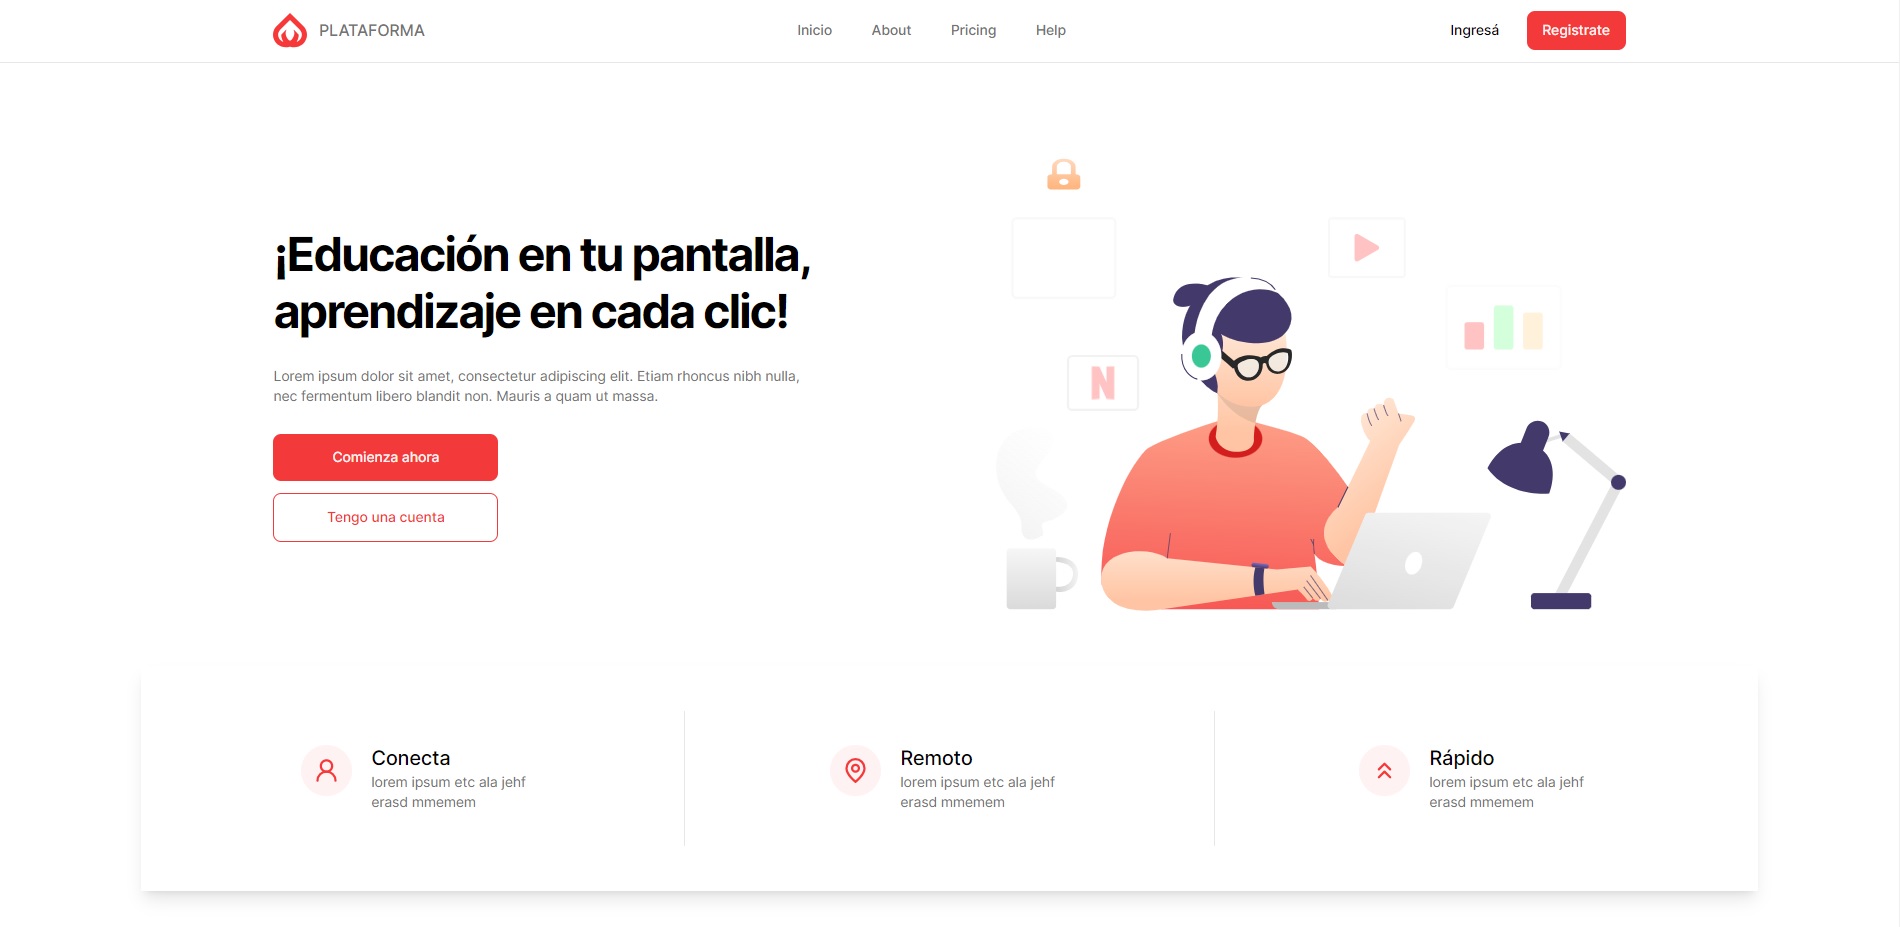 PLATAFORMA
Inicio
About
Pricing
Help
Ingresá
Registrate
¡Educación en tu pantalla,
aprendizaje en cada clic!
Lorem ipsum dolor sit amet, consectetur adipiscing elit. Etiam rhoncus nibh nulla,
nec fermentum libero blandit non. Mauris a quam ut massa.
Comienza ahora
Tengo una cuenta
N
Conecta
lorem ipsum etc ala jehf
erasd mmemem
Remoto
lorem ipsum etc ala jehf
erasd mmemem
Rápido
lorem ipsum etc ala jehf
erasd mmemem